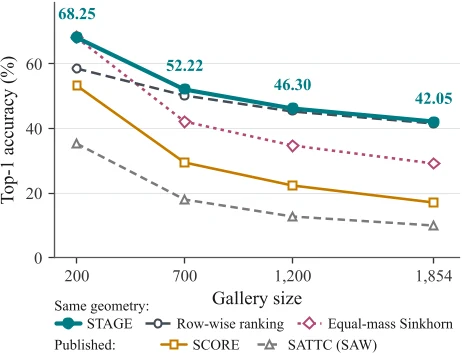 68.25
52.22
46.30
42.05
Top-1 accuracy (%)
60
40
20
0
200 700 1,200 1,854
Gallery size
Same geometry:
STAGE Row-wise ranking Equal-mass Sinkhorn
Published: SCORE SATTC (SAW)